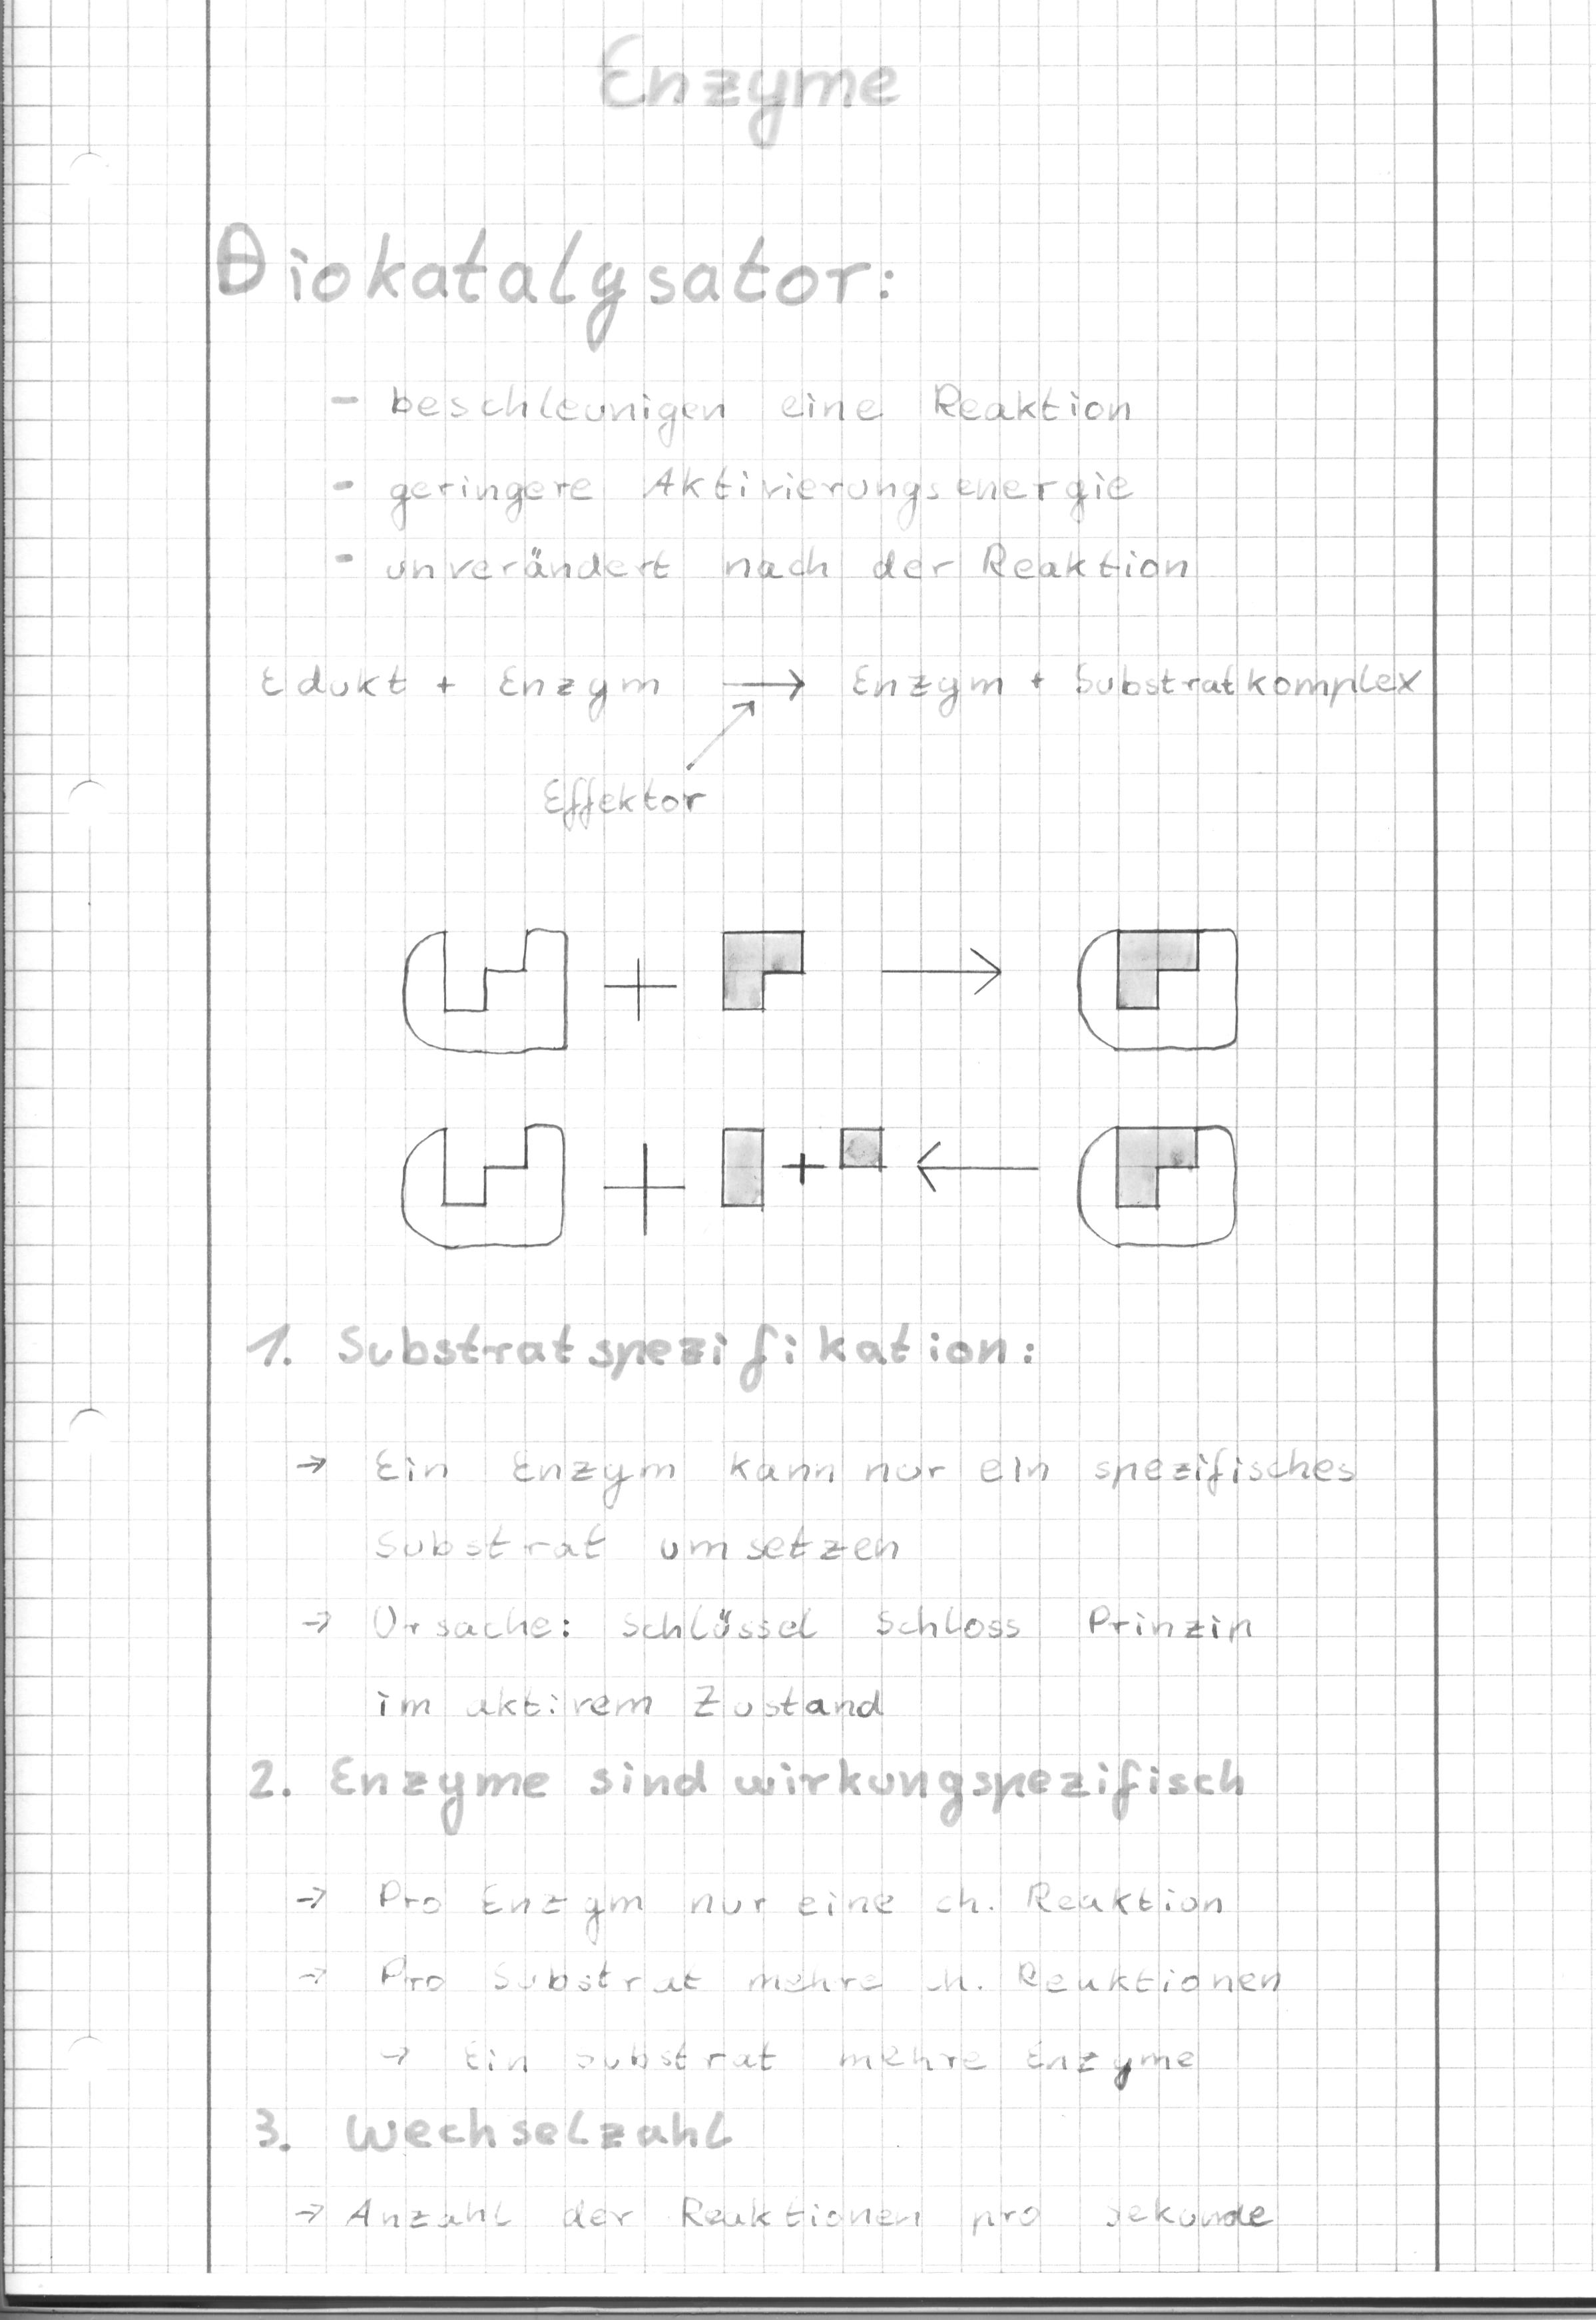 Enzyme
Biokatalysator:
- beschleunigen eine Reaktion
- geringere Aktivierungsenergie
- unverändert nach der Reaktion
Edukt + Enzym → Enzym + Substratkomplex
Effektor
+ →
+ + ←
1. Substratspezifikation:
→ Ein Enzym kann nur ein spezifisches
Substrat umsetzen
→ Ursache: Schlüssel Schloss Prinzip
im aktivem Zustand
2. Enzyme sind wirkungspezifisch
→ Pro Enzym nur eine ch. Reaktion
→ Pro Substrat mehre ch. Reaktionen
→ Ein Substrat mehre Enzyme
3. Wechselzahl
→ Anzahl der Reaktionen pro Sekunde